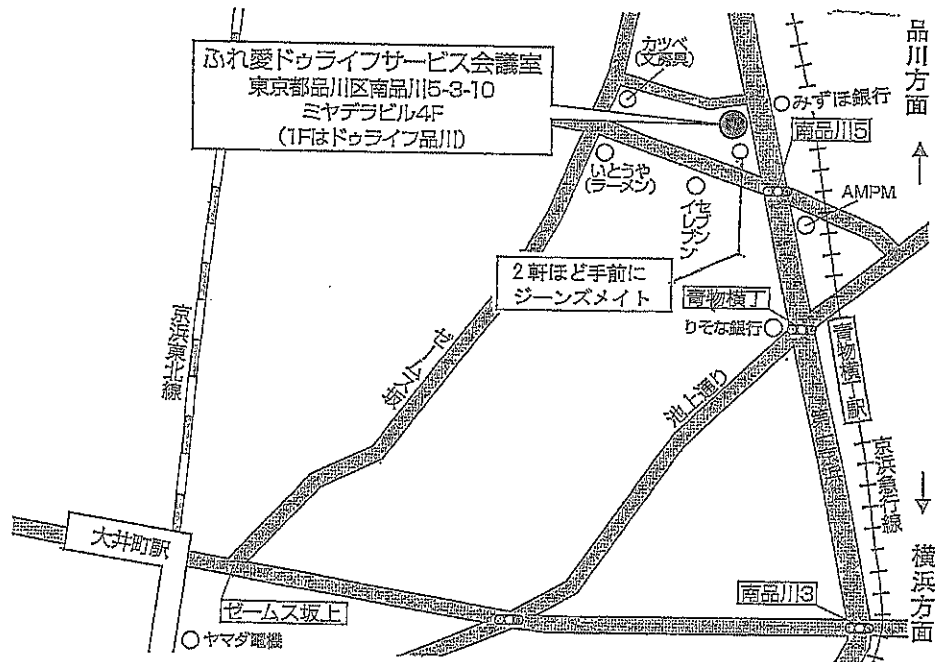 ふれ愛ドゥライフサービス会議室
東京都品川区南品川5-3-10
ミヤデラビル4F
(1Fはドゥライフ品川)
カツベ
(文房具)
みずほ銀行
品川方面
南品川5
いとうや
(ラーメン)
セブン
イレブン
AMPM
2軒ほど手前に
ジーンズメイト
青物横丁
りそな銀行
青物横丁駅
京浜東北線
ゼームス坂
池上通り
第一京浜
京浜急行線
大井町駅
横浜方面
南品川3
ゼームス坂上
ヤマダ電機